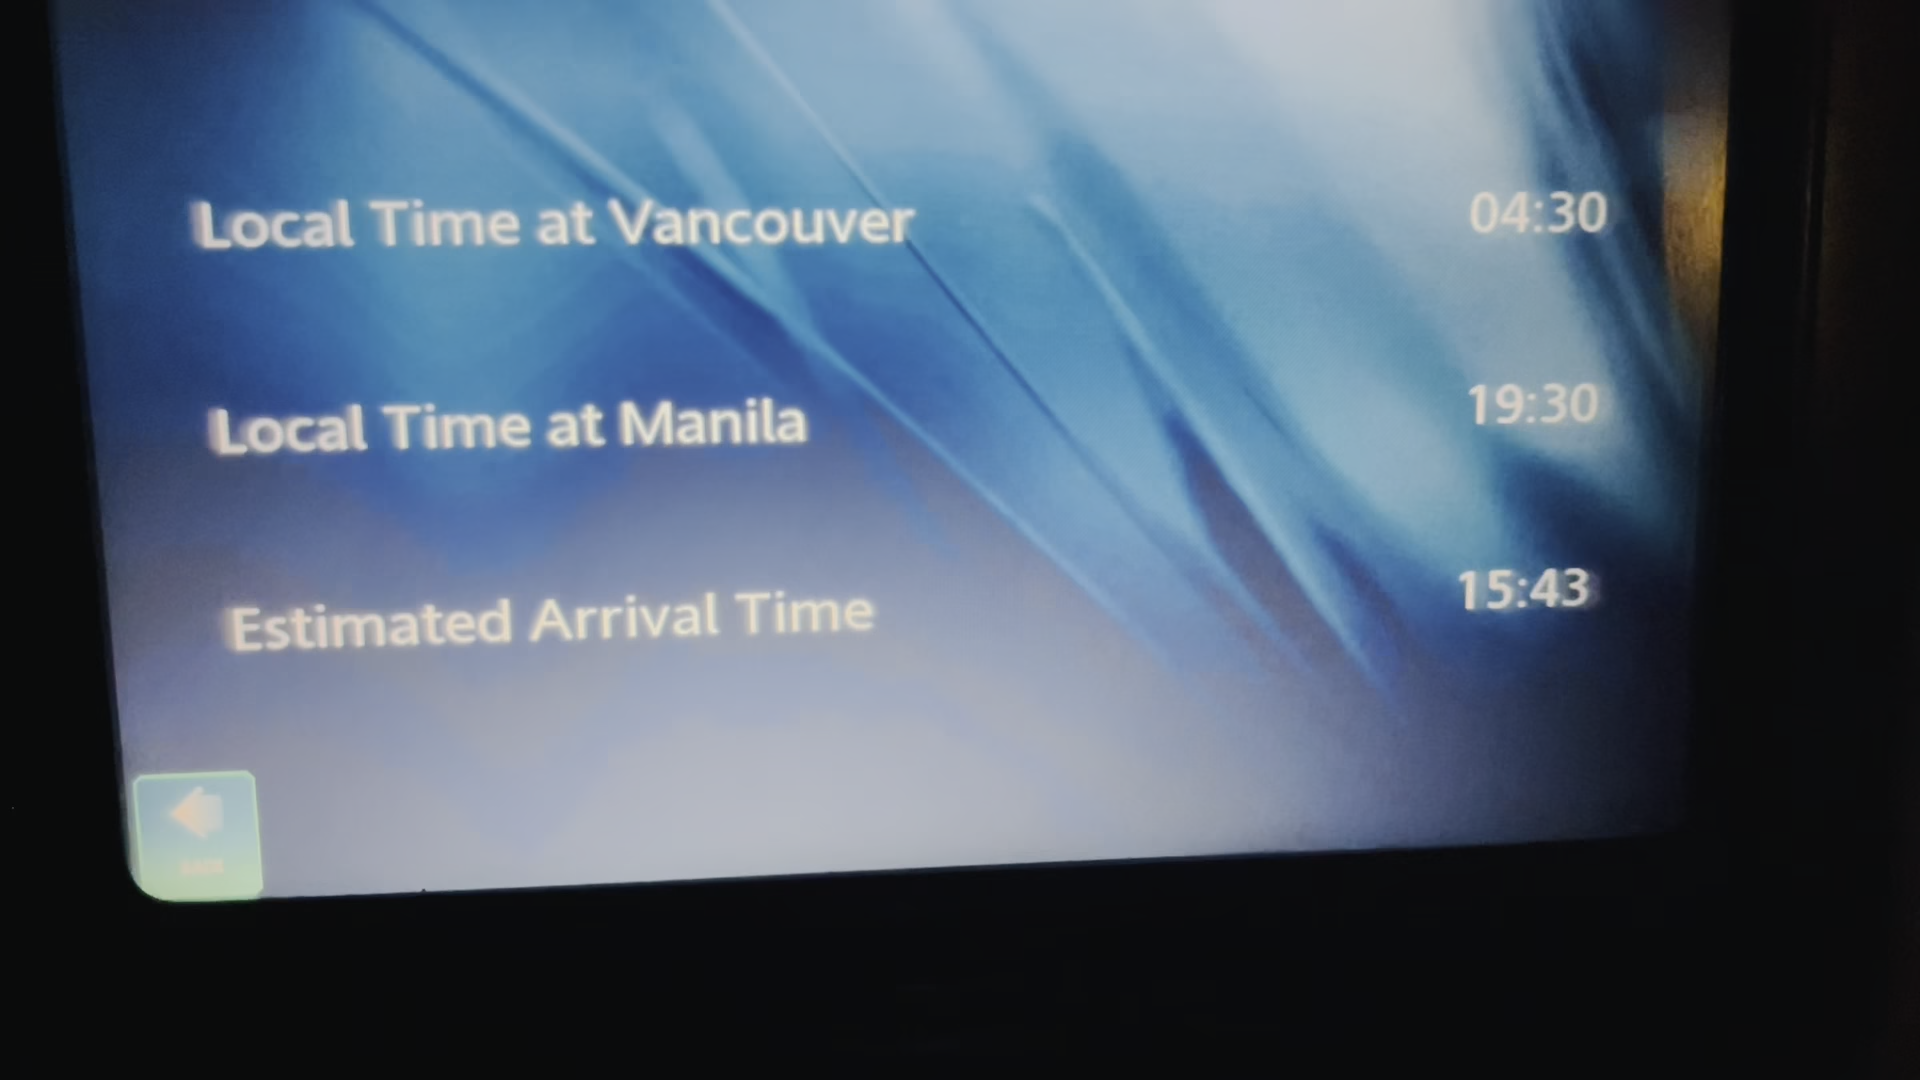 Local Time at Vancouver 04:30
Local Time at Manila 19:30
Estimated Arrival Time 15:43